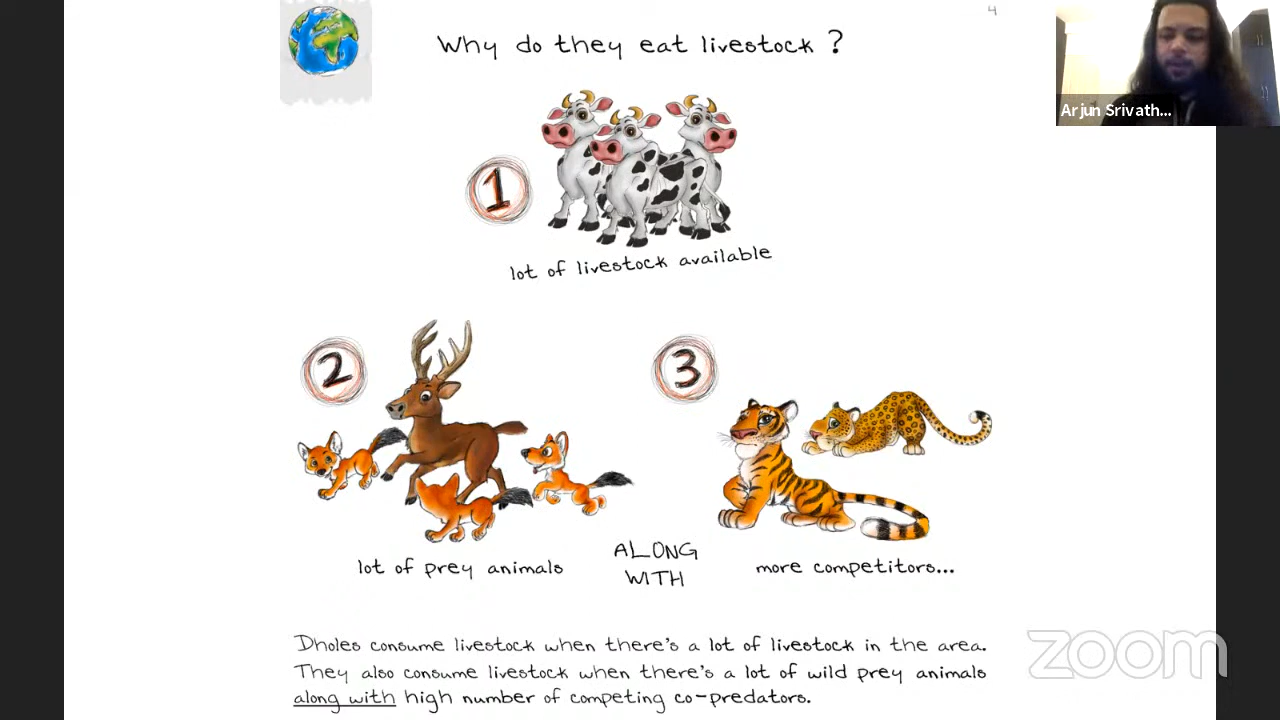 4
Why do they eat livestock ?
Arjun Srivath...
1
lot of livestock available
2
3
lot of prey animals
ALONG
WITH
more competitors...
Dholes consume livestock when there's a lot of livestock in the area.
They also consume livestock when there's a lot of wild prey animals
along with high number of competing co-predators.
zoom